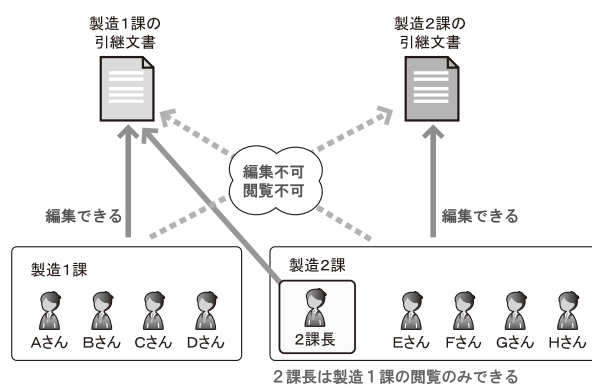 製造1課の
引継文書
製造2課の
引継文書
編集不可
閲覧不可
編集できる
編集できる
製造1課
Aさん
Bさん
Cさん
Dさん
製造2課
2課長
Eさん
Fさん
Gさん
Hさん
2課長は製造1課の閲覧のみできる